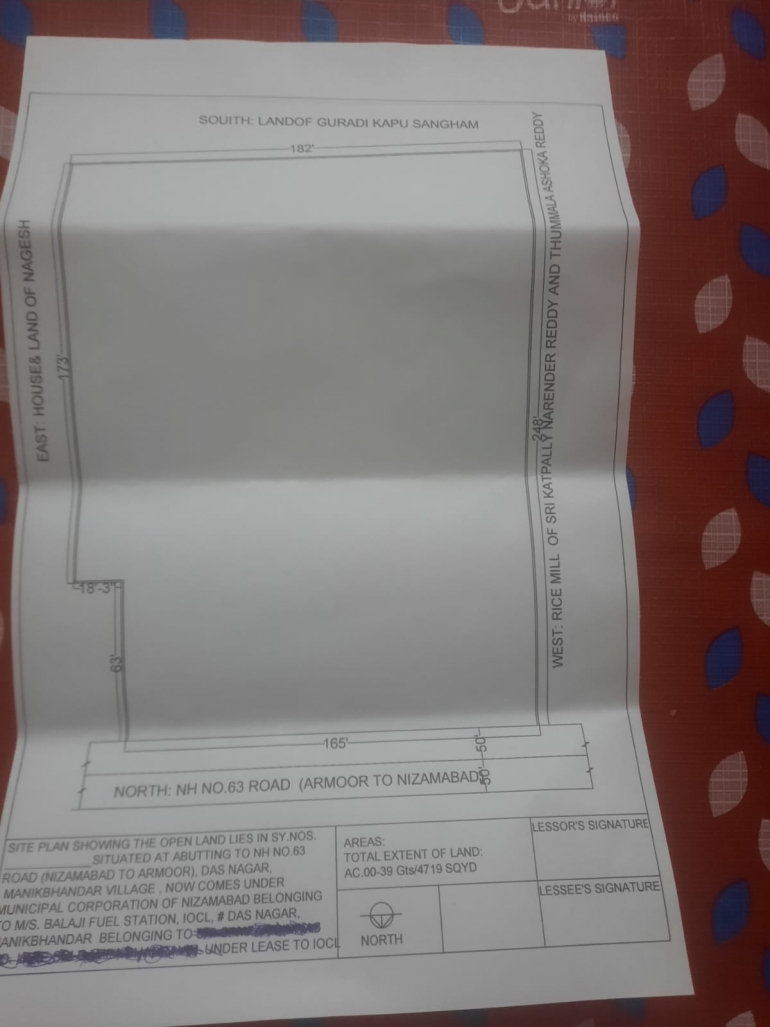 by Nilkamal
SOUITH: LANDOF GURADI KAPU SANGHAM
182'
EAST: HOUSE& LAND OF NAGESH
173'
248'
WEST: RICE MILL OF SRI KATPALLY NARENDER REDDY AND THUMMALA ASHOKA REDDY
18'-3"
63'
165'
50'
50'
NORTH: NH NO.63 ROAD (ARMOOR TO NIZAMABAD)
SITE PLAN SHOWING THE OPEN LAND LIES IN SY.NOS.
SITUATED AT ABUTTING TO NH NO.63
ROAD (NIZAMABAD TO ARMOOR), DAS NAGAR,
MANIKBHANDAR VILLAGE , NOW COMES UNDER
MUNICIPAL CORPORATION OF NIZAMABAD BELONGING
TO M/S. BALAJI FUEL STATION, IOCL, # DAS NAGAR,
MANIKBHANDAR BELONGING TO
UNDER LEASE TO IOCL
AREAS:
TOTAL EXTENT OF LAND:
AC.00-39 Gts/4719 SQYD
NORTH
LESSOR'S SIGNATURE
LESSEE'S SIGNATURE